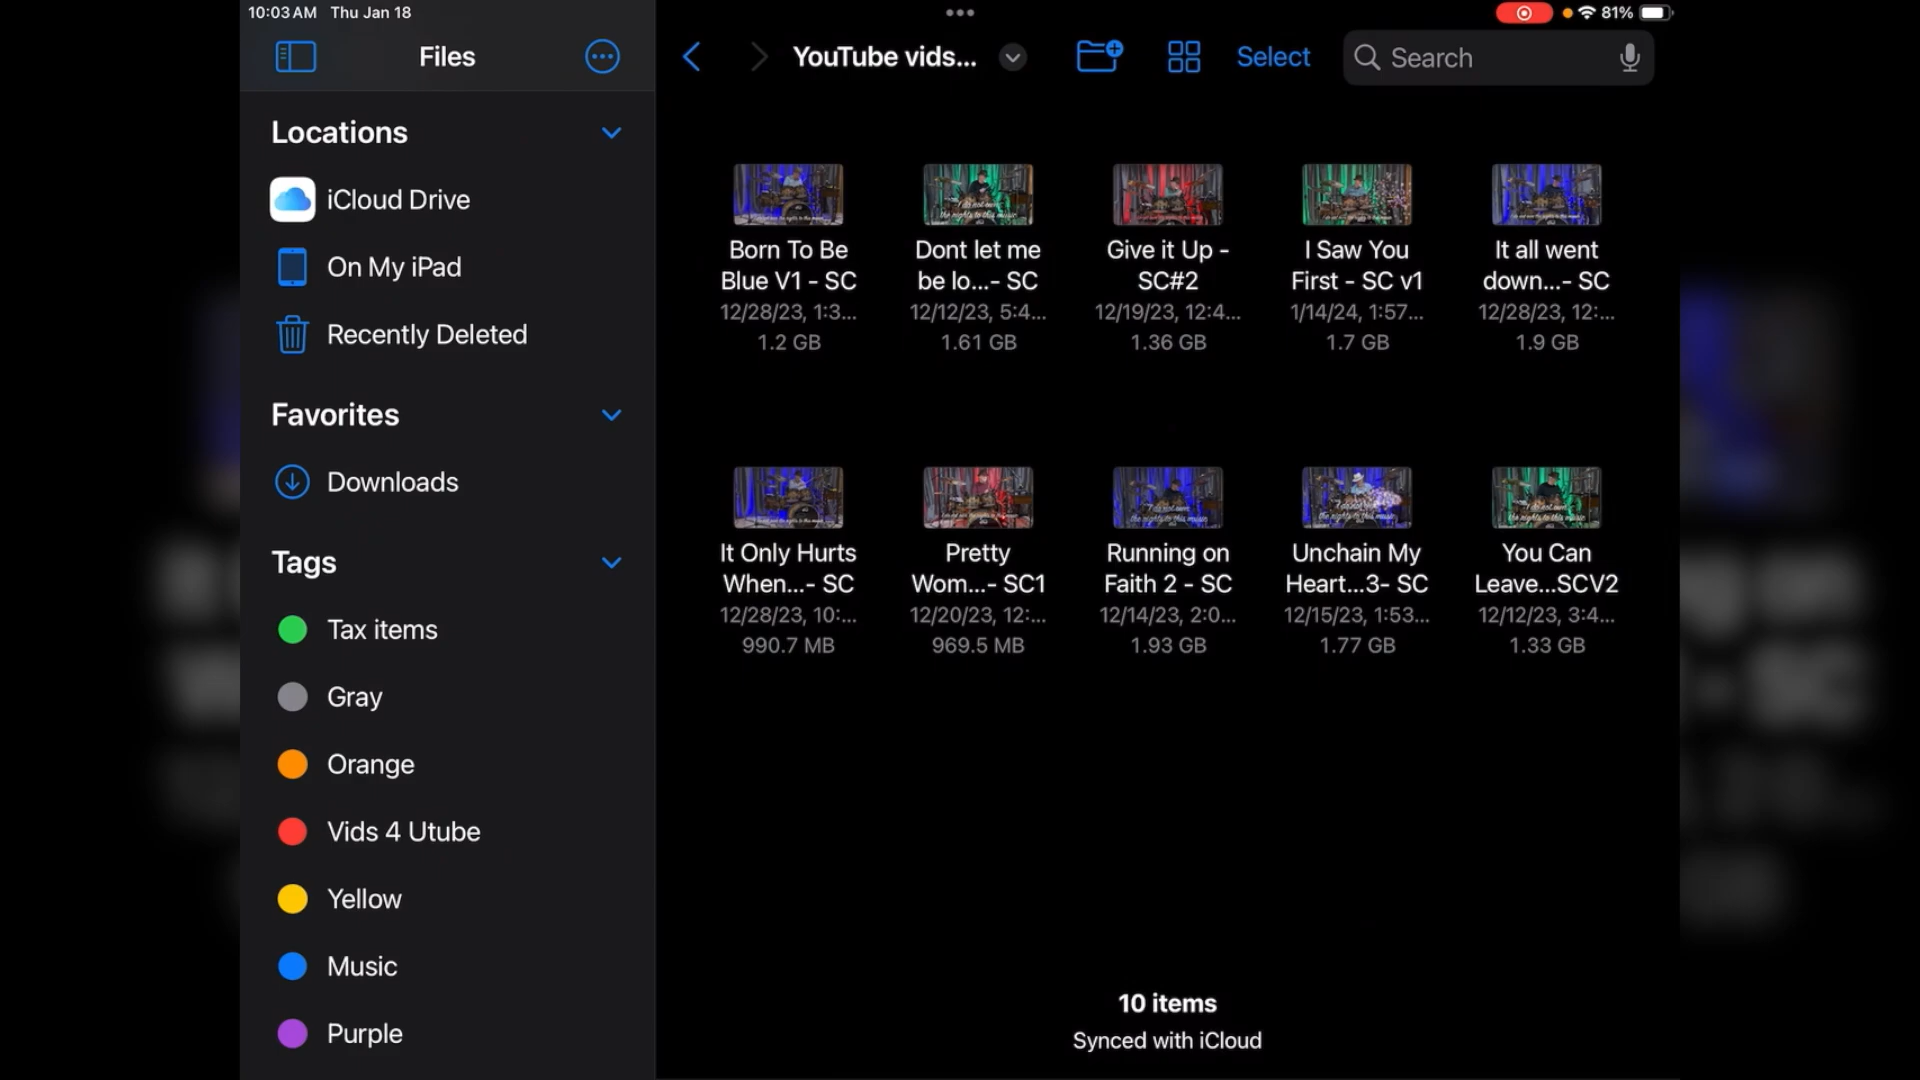 10:03 AM Thu Jan 18
81%
Files
YouTube vids...
Select
Search
Locations
iCloud Drive
On My iPad
Recently Deleted
Favorites
Downloads
Tags
Tax items
Gray
Orange
Vids 4 Utube
Yellow
Music
Purple
Born To Be
Blue V1 - SC
12/28/23, 1:3...
1.2 GB
Dont let me
be lo...- SC
12/12/23, 5:4...
1.61 GB
Give it Up -
SC#2
12/19/23, 12:4...
1.36 GB
I Saw You
First - SC v1
1/14/24, 1:57...
1.7 GB
It all went
down...- SC
12/28/23, 12:...
1.9 GB
It Only Hurts
When...- SC
12/28/23, 10:...
990.7 MB
Pretty
Wom...- SC1
12/20/23, 12:...
969.5 MB
Running on
Faith 2 - SC
12/14/23, 2:0...
1.93 GB
Unchain My
Heart...3- SC
12/15/23, 1:53...
1.77 GB
You Can
Leave...SCV2
12/12/23, 3:4...
1.33 GB
10 items
Synced with iCloud